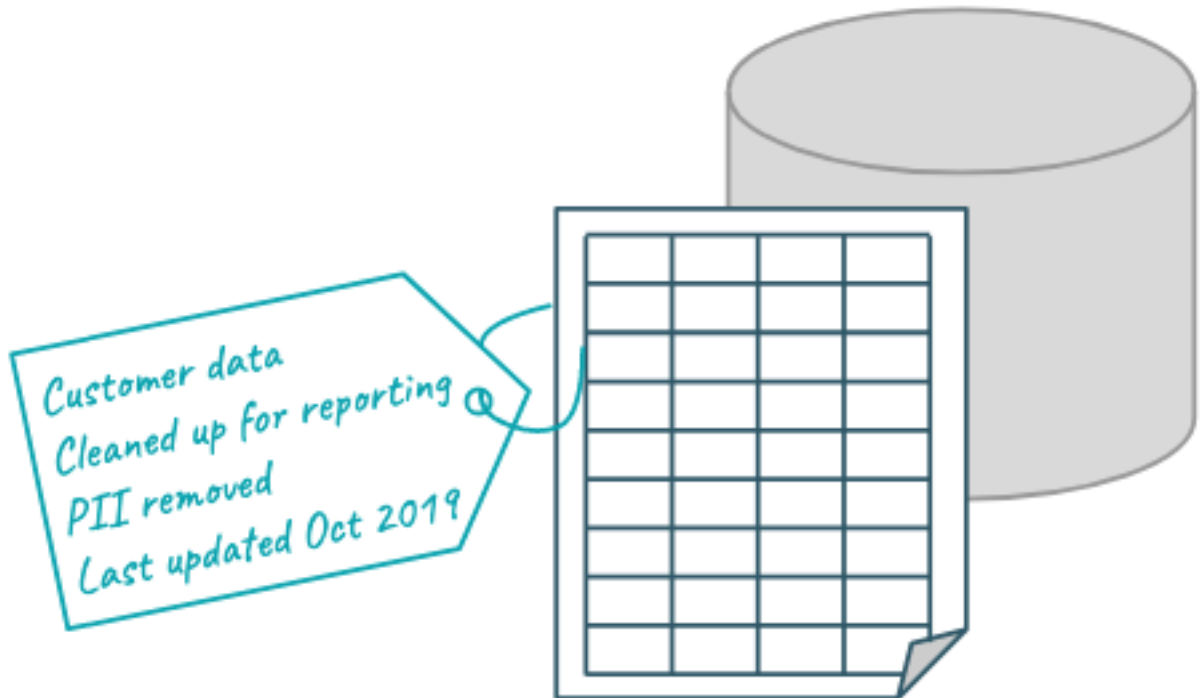 Customer data
Cleaned up for reporting
PII removed
Last updated Oct 2019